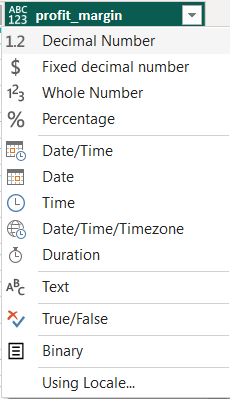 ABC
123 profit_margin
1.2 Decimal Number
$ Fixed decimal number
123 Whole Number
% Percentage
Date/Time
Date
Time
Date/Time/Timezone
Duration
ABC Text
True/False
Binary
Using Locale...